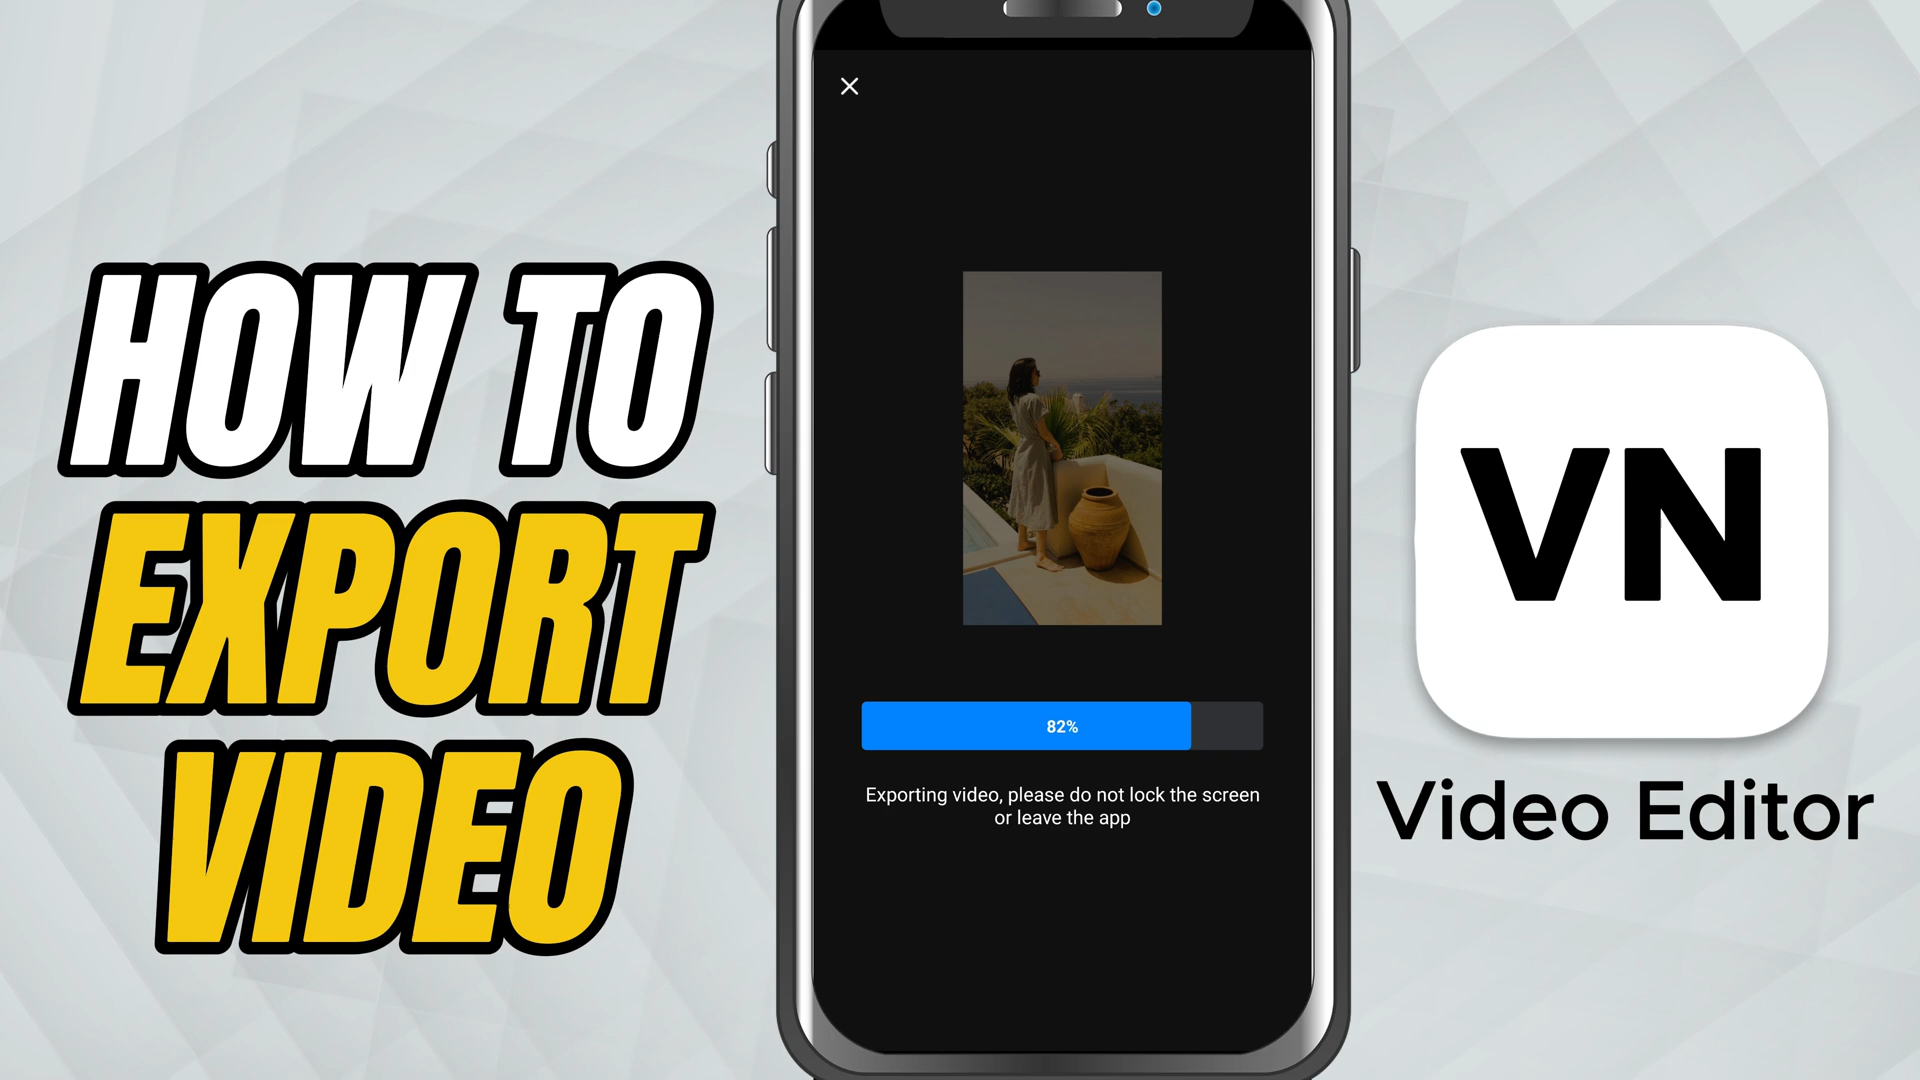 HOW TO
EXPORT
VIDEO
82%
Exporting video, please do not lock the screen
or leave the app
VN
Video Editor